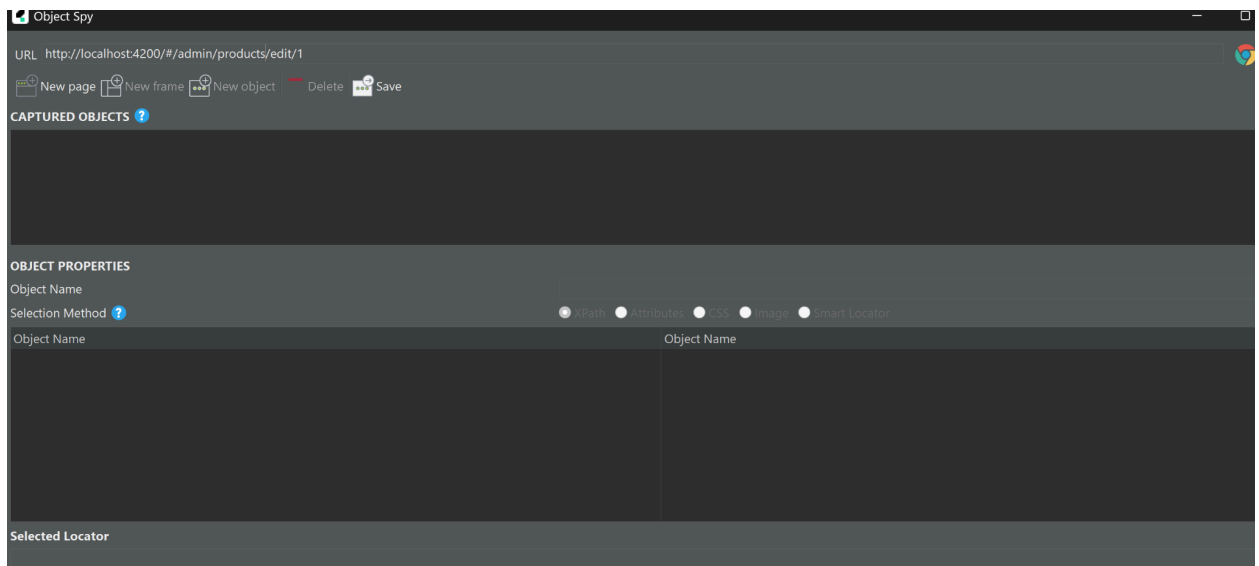 Object Spy
URL http://localhost:4200/#/admin/products/edit/1
New page New frame New object Delete Save
CAPTURED OBJECTS ?
OBJECT PROPERTIES
Object Name
Selection Method ? XPath Attributes CSS Image Smart Locator
Object Name Object Name
Selected Locator